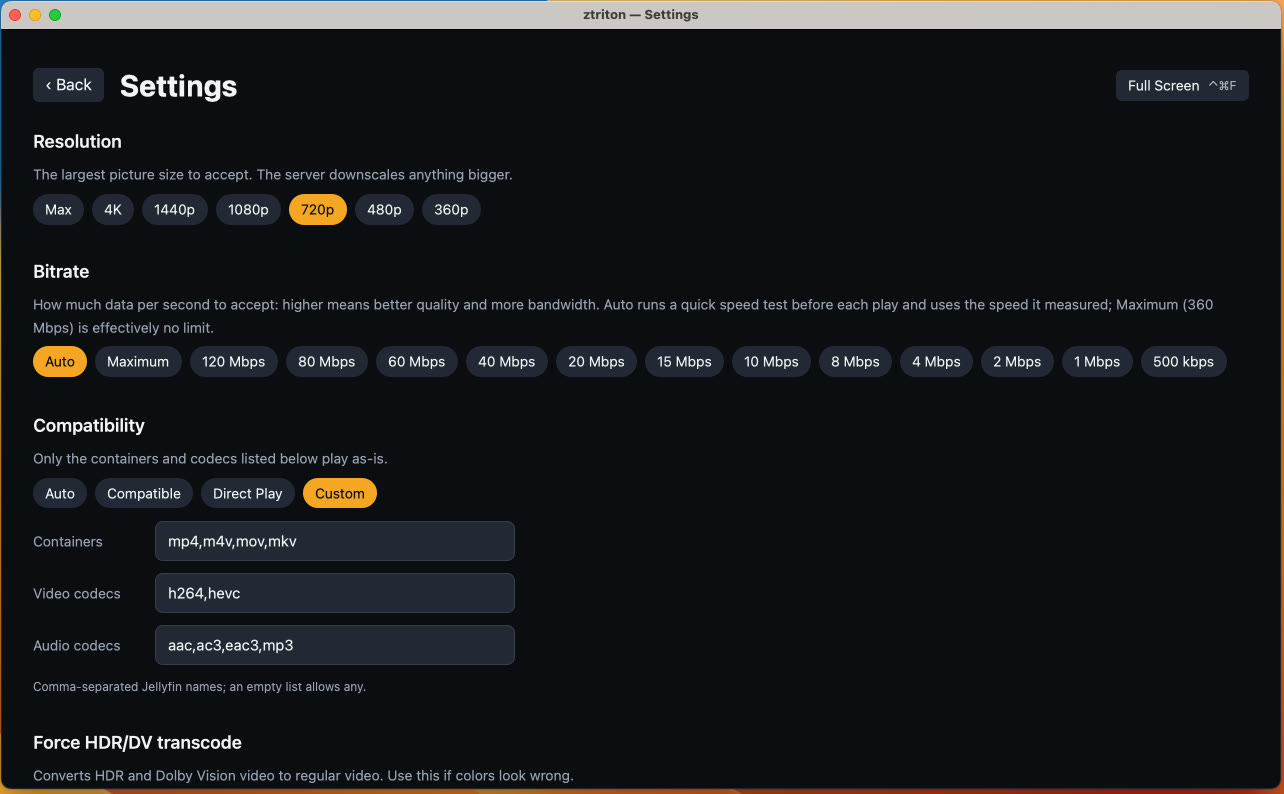 ztriton — Settings
‹ Back
Settings
Full Screen ^⌘F
Resolution
The largest picture size to accept. The server downscales anything bigger.
Max 4K 1440p 1080p 720p 480p 360p
Bitrate
How much data per second to accept: higher means better quality and more bandwidth. Auto runs a quick speed test before each play and uses the speed it measured; Maximum (360
Mbps) is effectively no limit.
Auto Maximum 120 Mbps 80 Mbps 60 Mbps 40 Mbps 20 Mbps 15 Mbps 10 Mbps 8 Mbps 4 Mbps 2 Mbps 1 Mbps 500 kbps
Compatibility
Only the containers and codecs listed below play as-is.
Auto Compatible Direct Play Custom
Containers mp4,m4v,mov,mkv
Video codecs h264,hevc
Audio codecs aac,ac3,eac3,mp3
Comma-separated Jellyfin names; an empty list allows any.
Force HDR/DV transcode
Converts HDR and Dolby Vision video to regular video. Use this if colors look wrong.